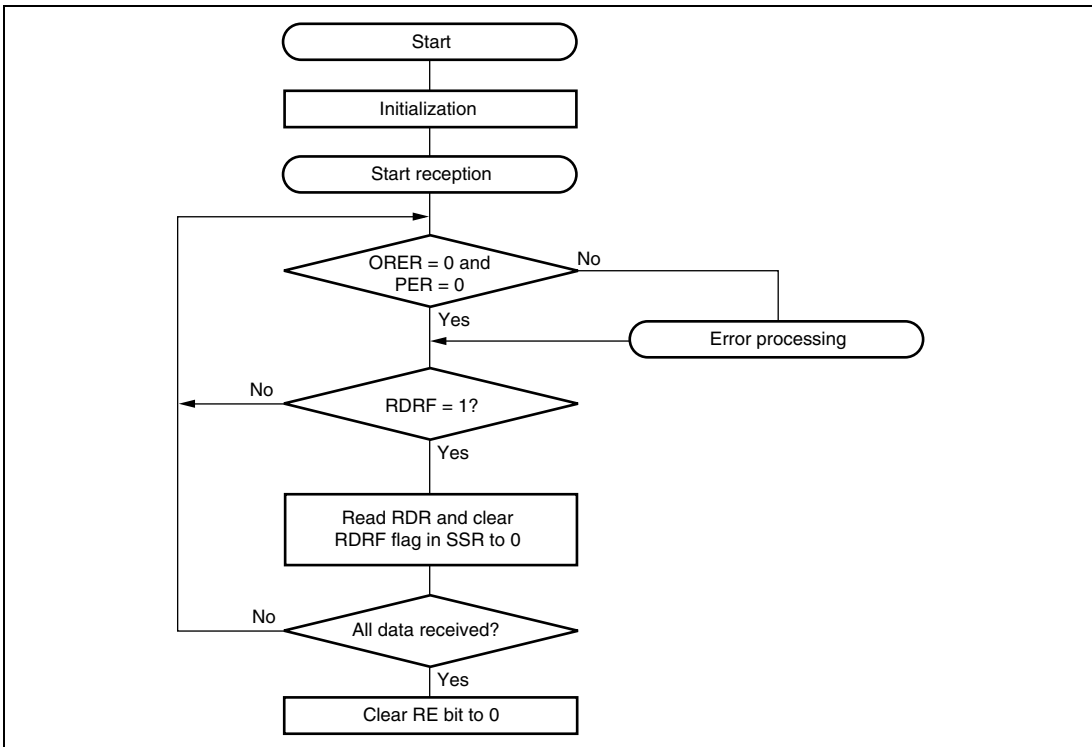 Start
Initialization
Start reception
ORER = 0 and
PER = 0
No
Yes
Error processing
No
RDRF = 1?
Yes
Read RDR and clear
RDRF flag in SSR to 0
No
All data received?
Yes
Clear RE bit to 0